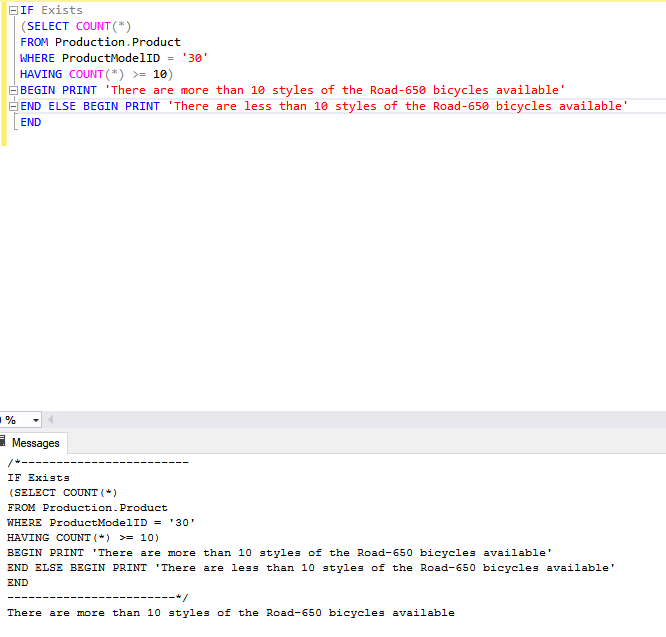 IF Exists
(SELECT COUNT(*)
FROM Production.Product
WHERE ProductModelID = '30'
HAVING COUNT(*) >= 10)
BEGIN PRINT 'There are more than 10 styles of the Road-650 bicycles available'
END ELSE BEGIN PRINT 'There are less than 10 styles of the Road-650 bicycles available'
END
%
Messages
/*------------------------
IF Exists
(SELECT COUNT(*)
FROM Production.Product
WHERE ProductModelID = '30'
HAVING COUNT(*) >= 10)
BEGIN PRINT 'There are more than 10 styles of the Road-650 bicycles available'
END ELSE BEGIN PRINT 'There are less than 10 styles of the Road-650 bicycles available'
END
------------------------*/
There are more than 10 styles of the Road-650 bicycles available